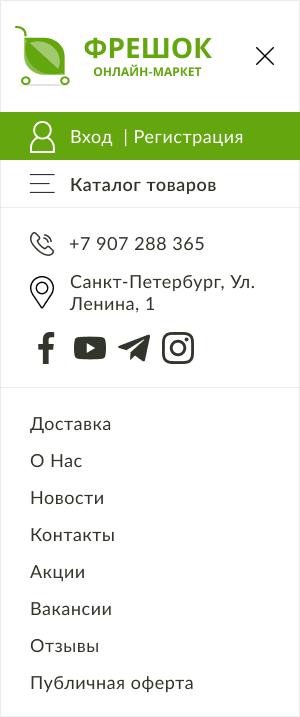 ФРЕШОК
ОНЛАЙН-МАРКЕТ
Вход | Регистрация
Каталог товаров
+7 907 288 365
Санкт-Петербург, Ул.
Ленина, 1
Доставка
О Нас
Новости
Контакты
Акции
Вакансии
Отзывы
Публичная оферта